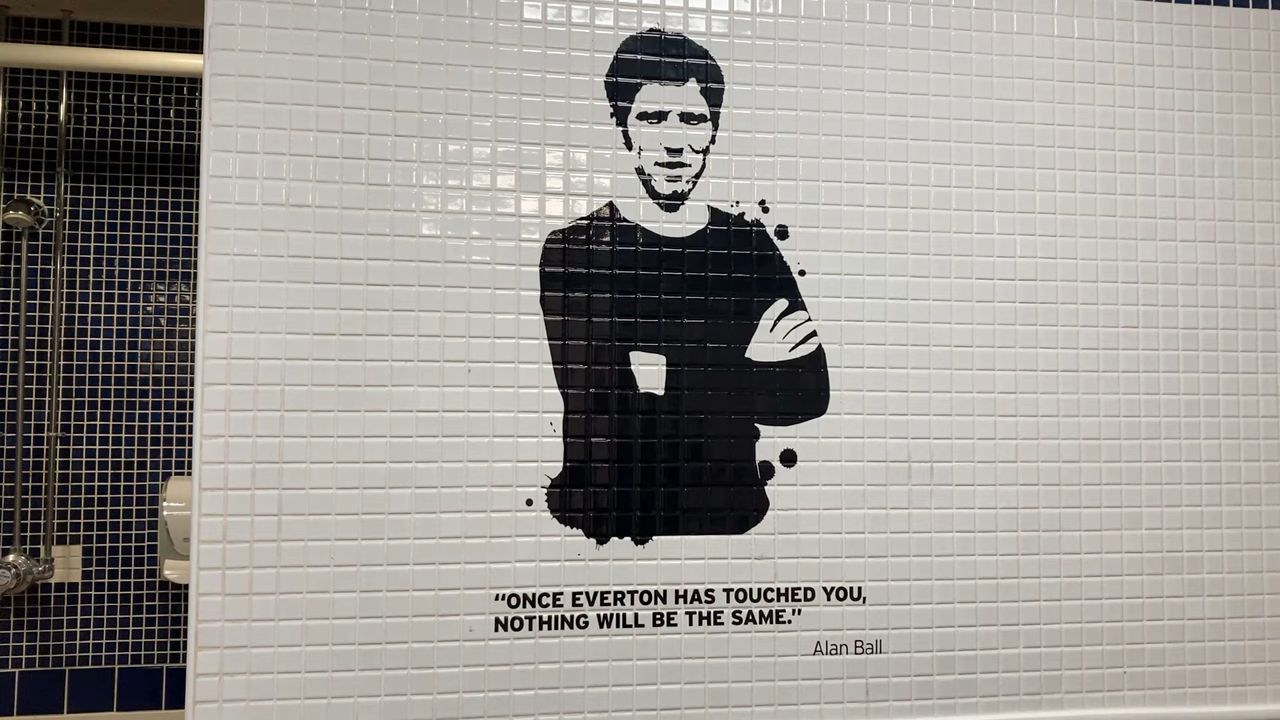 “ONCE EVERTON HAS TOUCHED YOU,
NOTHING WILL BE THE SAME.”
Alan Ball